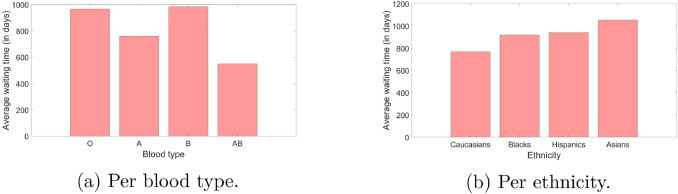 Average waiting time (in days)
1000
800
600
400
200
0
O A B AB
Blood type
(a) Per blood type.
Average waiting time (in days)
1200
1000
800
600
400
200
0
Caucasians Blacks Hispanics Asians
Ethnicity
(b) Per ethnicity.